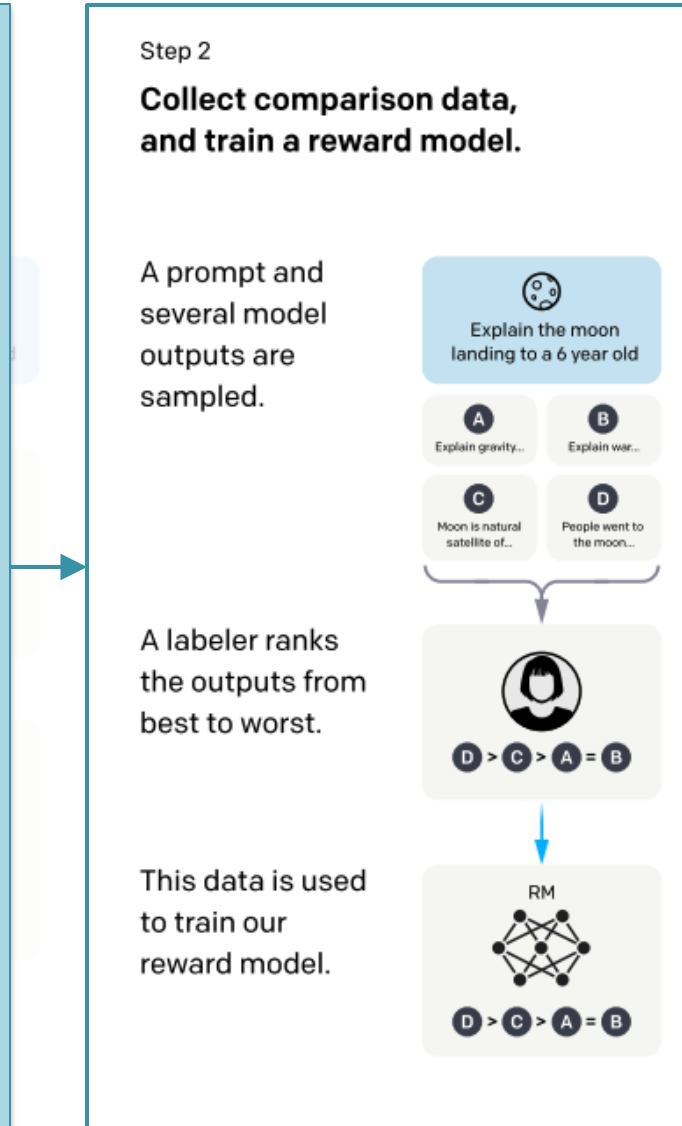 Step 2
Collect comparison data,
and train a reward model.
A prompt and
several model
outputs are
sampled.
Explain the moon
landing to a 6 year old
A
Explain gravity...
B
Explain war...
C
Moon is natural
satellite of...
D
People went to
the moon...
A labeler ranks
the outputs from
best to worst.
D > C > A = B
This data is used
to train our
reward model.
RM
D > C > A = B